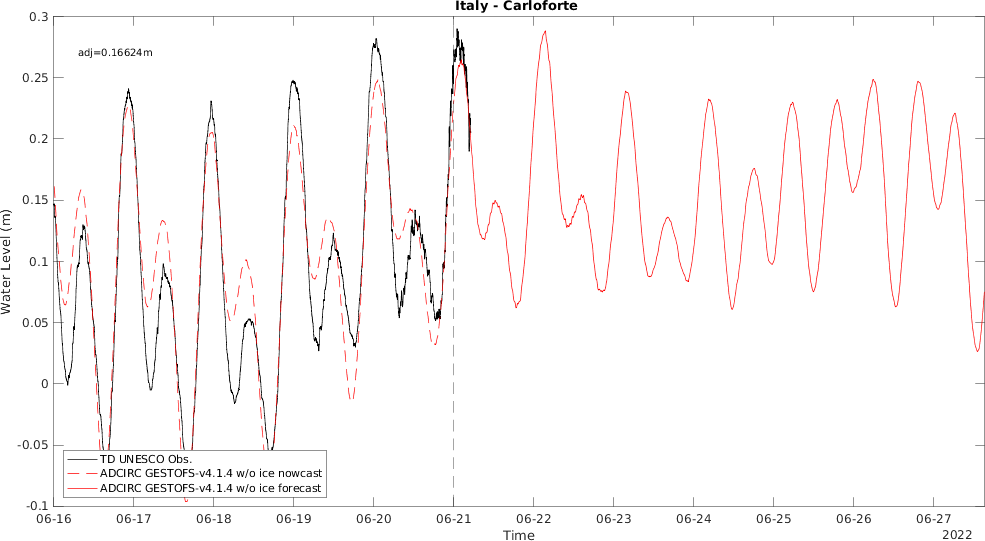 Italy - Carloforte
adj=0.16624m
0.3
0.25
0.2
0.15
0.1
0.05
0
-0.05
-0.1
Water Level (m)
TD UNESCO Obs.
ADCIRC GESTOFS-v4.1.4 w/o ice nowcast
ADCIRC GESTOFS-v4.1.4 w/o ice forecast
06-16 06-17 06-18 06-19 06-20 06-21 06-22 06-23 06-24 06-25 06-26 06-27
Time
2022